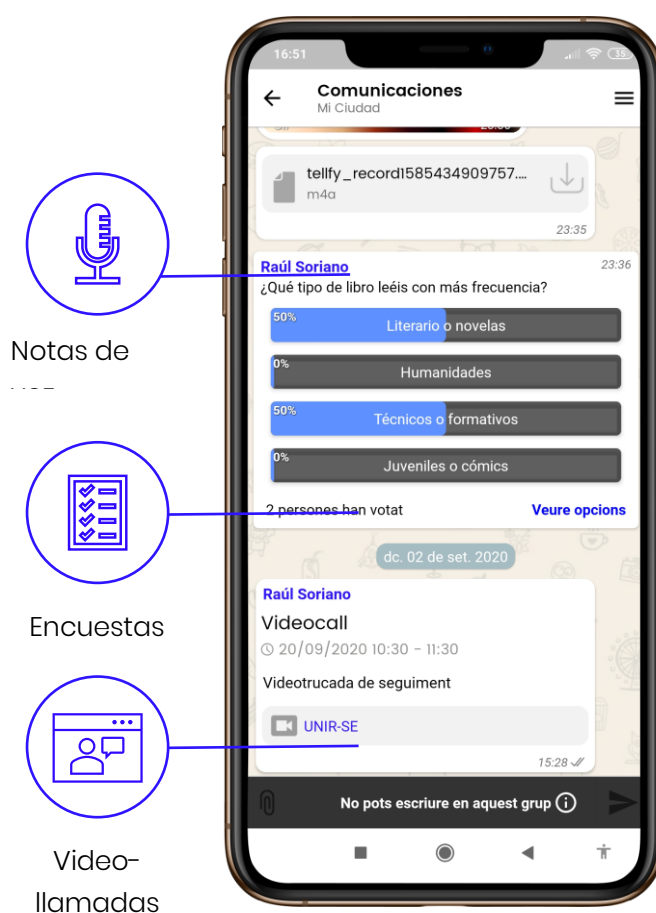 16:51
35
Comunicaciones
Mi Ciudad
tellfy_record1585434909757....
m4a
23:35
Raúl Soriano
23:36
¿Qué tipo de libro leéis con más frecuencia?
50%
Literario o novelas
0%
Humanidades
50%
Técnicos o formativos
0%
Juveniles o cómics
2 persones han votat
Veure opcions
dc. 02 de set. 2020
Raúl Soriano
Videocall
20/09/2020 10:30 - 11:30
Videotrucada de seguiment
UNIR-SE
15:28
No pots escriure en aquest grup
Notas de
Encuestas
Video-
llamadas